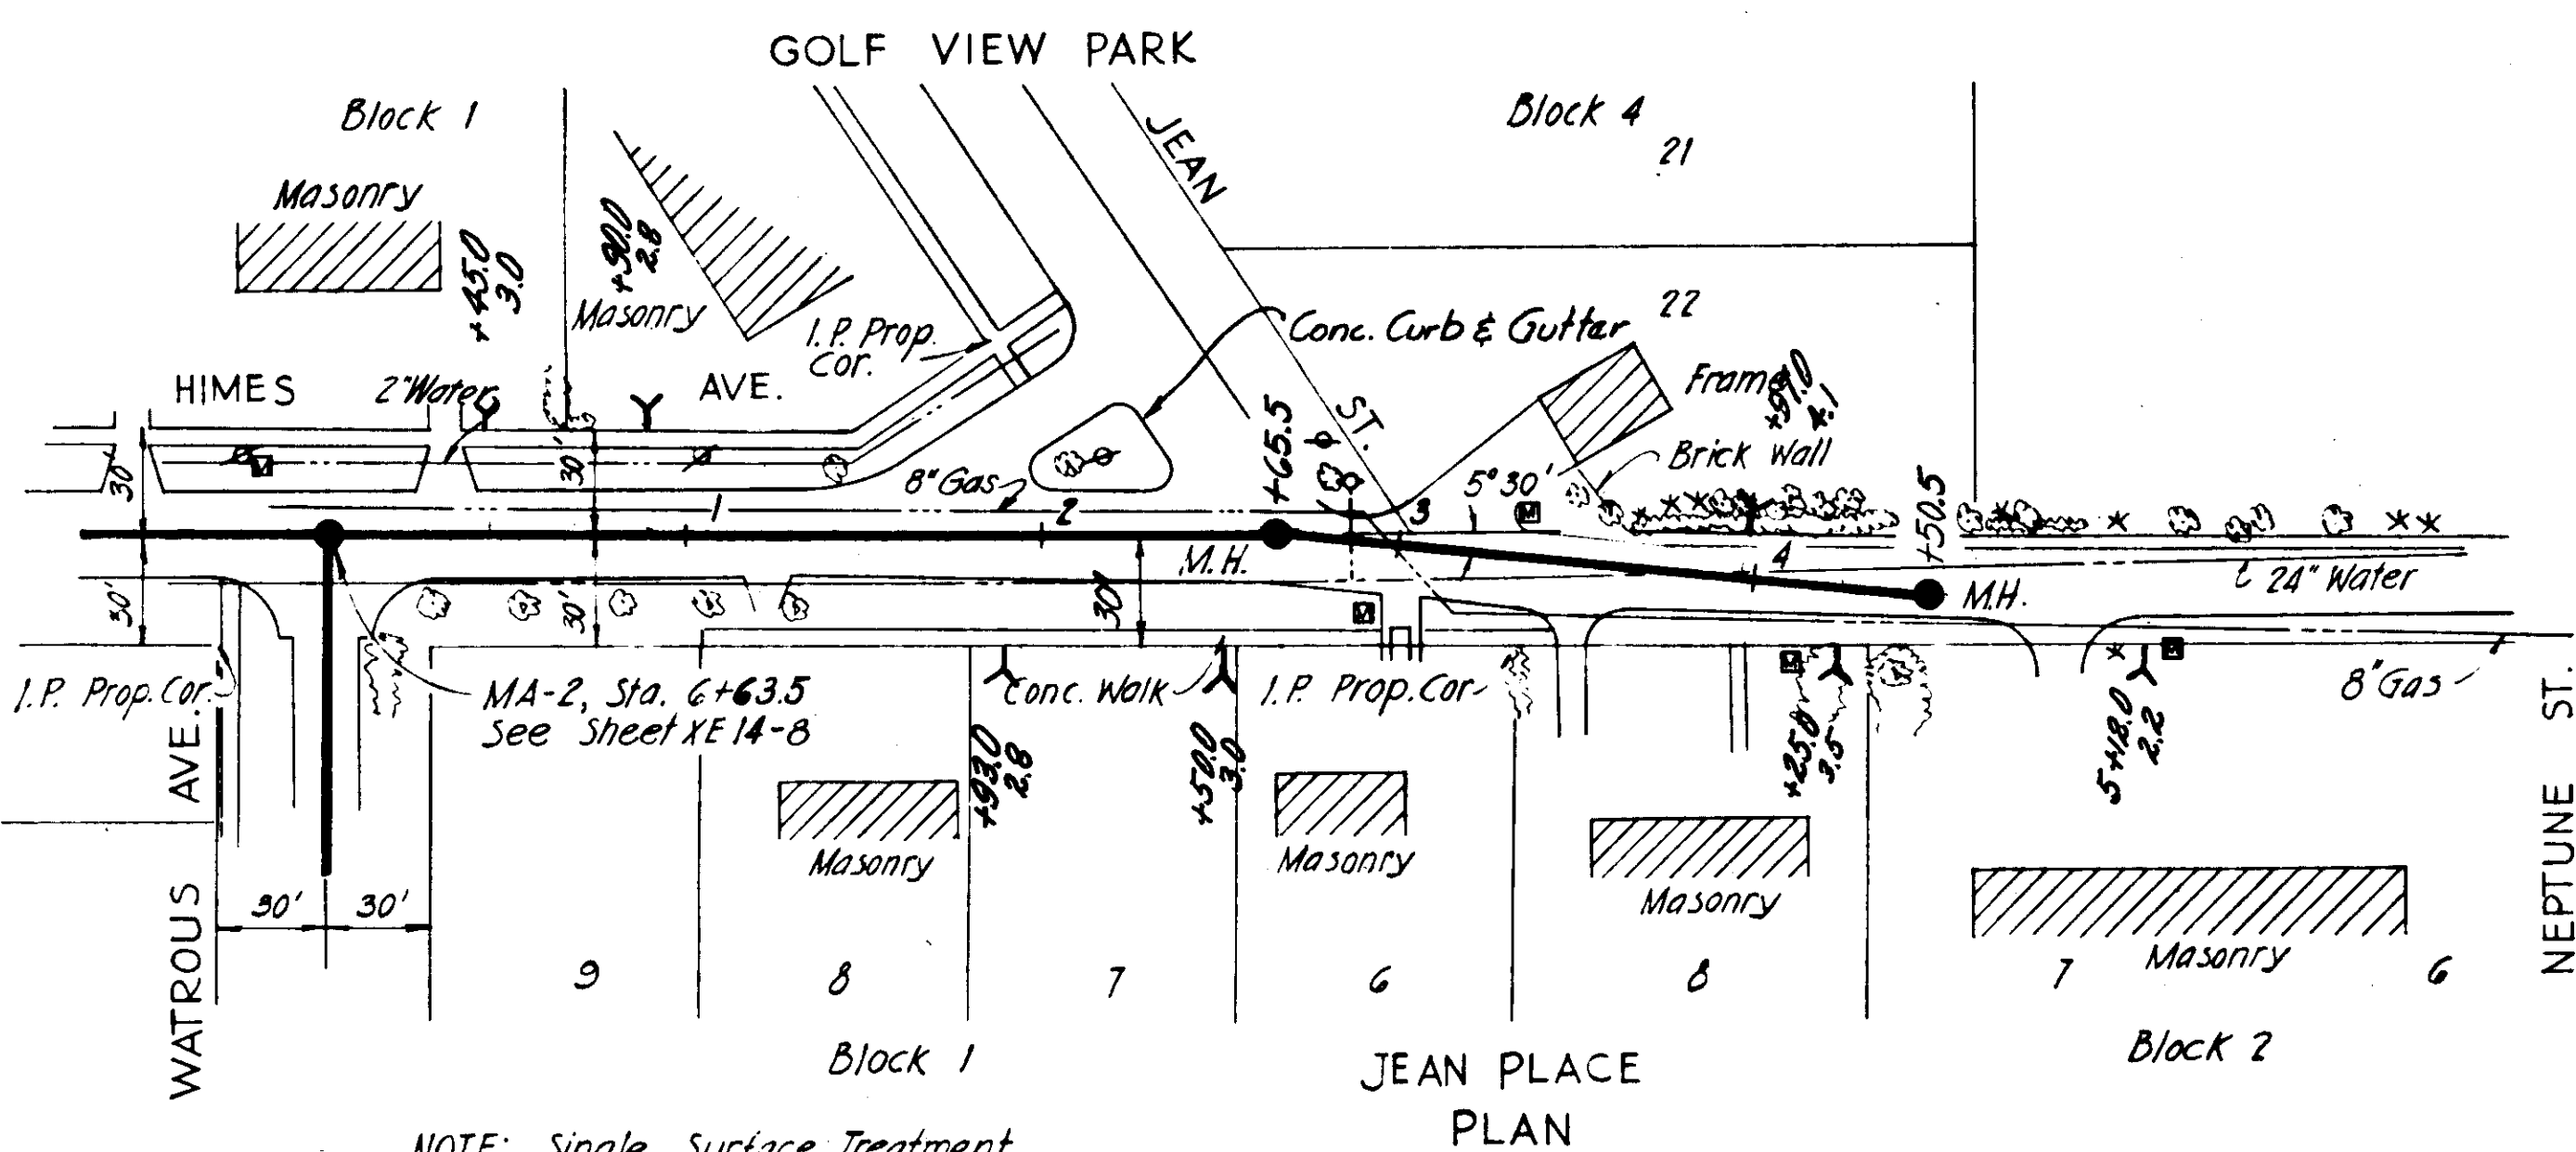 GOLF VIEW PARK
Block 1
Block 4
21
JEAN
Masonry
+45.0
3.0
+90.0
2.8
Masonry
I.P. Prop.
Cor.
Conc. Curb & Gutter
22
HIMES
2" Water
AVE.
+65.5
ST.
Frame
+97.0
4.1
Brick Wall
30'
30'
8" Gas
5° 30'
1
2
3
4
+50.5
M.H.
M.H.
24" Water
30'
30'
30'
I.P. Prop. Cor.
MA-2, Sta. 6+63.5
See Sheet XE 14-8
Conc. Walk
I.P. Prop. Cor
8" Gas
+93.0
2.8
+50.0
3.0
+25.0
3.5
5+18.0
2.2
WATROUS AVE.
NEPTUNE ST.
Masonry
Masonry
Masonry
Masonry
30'
30'
9
8
7
6
8
7
6
Block 1
JEAN PLACE
Block 2
PLAN
NOTE: Single Surface Treatment